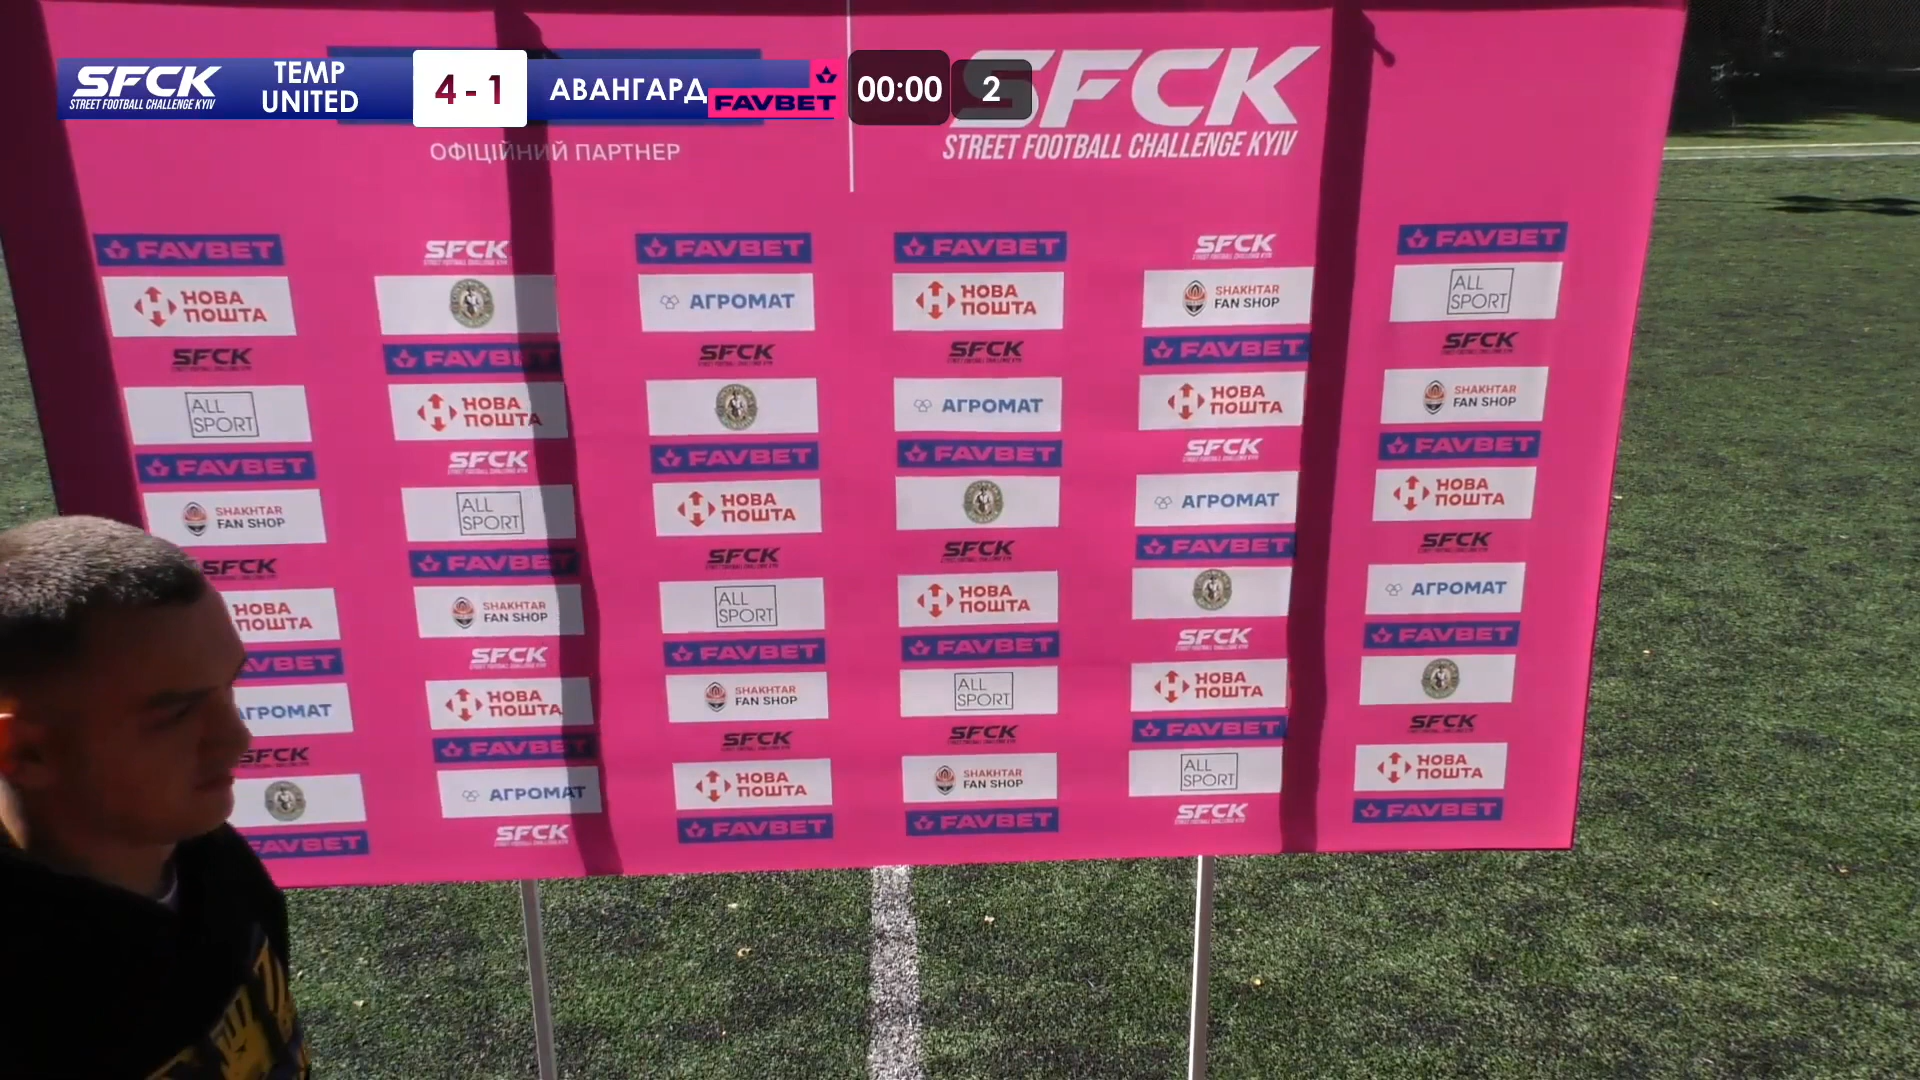 SFCK
STREET FOOTBALL CHALLENGE KYIV
TEMP
UNITED
4 - 1
АВАНГАРД
FAVBET
00:00
2
SFCK
STREET FOOTBALL CHALLENGE KYIV
ОФІЦІЙНИЙ ПАРТНЕР
FAVBET
SFCK
FAVBET
FAVBET
SFCK
FAVBET
НОВА
ПОШТА
АГРОМАТ
НОВА
ПОШТА
SHAKHTAR
FAN SHOP
ALL
SPORT
SFCK
FAVBET
SFCK
SFCK
FAVBET
SFCK
ALL
SPORT
НОВА
ПОШТА
АГРОМАТ
НОВА
ПОШТА
SHAKHTAR
FAN SHOP
FAVBET
SFCK
FAVBET
FAVBET
SFCK
FAVBET
SHAKHTAR
FAN SHOP
ALL
SPORT
НОВА
ПОШТА
АГРОМАТ
НОВА
ПОШТА
SFCK
FAVBET
SFCK
SFCK
FAVBET
SFCK
НОВА
ПОШТА
SHAKHTAR
FAN SHOP
ALL
SPORT
НОВА
ПОШТА
АГРОМАТ
AVBET
SFCK
FAVBET
FAVBET
SFCK
FAVBET
АГРОМАТ
НОВА
ПОШТА
SHAKHTAR
FAN SHOP
ALL
SPORT
НОВА
ПОШТА
SFCK
FAVBET
SFCK
SFCK
FAVBET
SFCK
АГРОМАТ
НОВА
ПОШТА
SHAKHTAR
FAN SHOP
ALL
SPORT
НОВА
ПОШТА
FAVBET
SFCK
FAVBET
FAVBET
SFCK
FAVBET